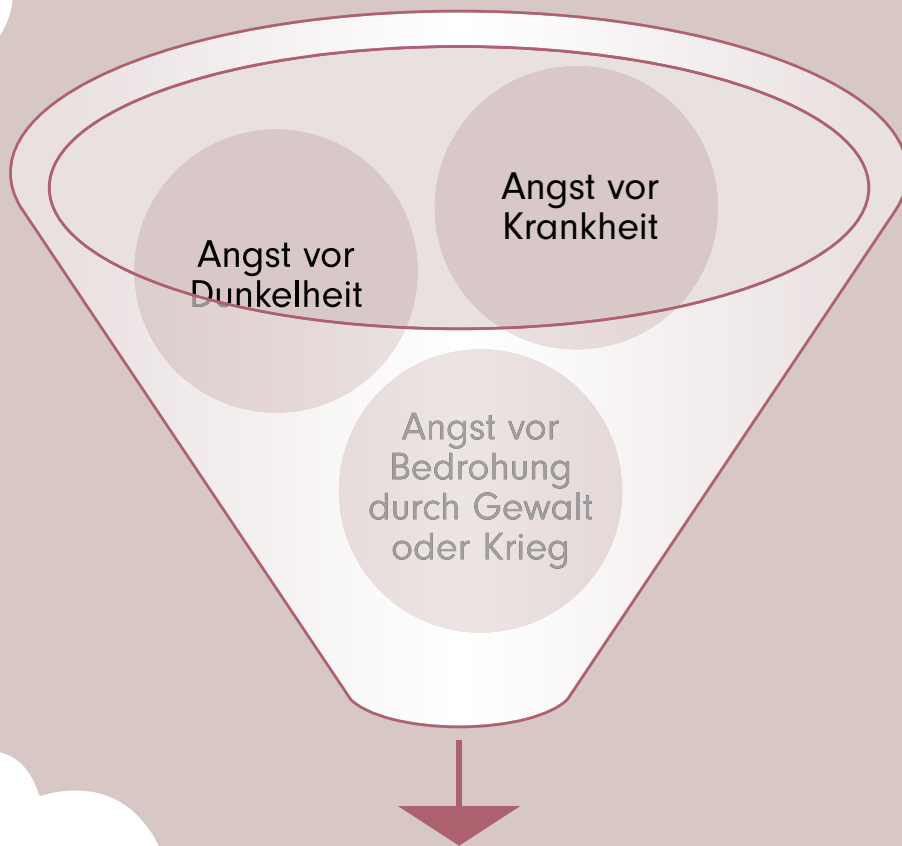 Angst vor
Krankheit
Angst vor
Dunkelheit
Angst vor
Bedrohung
durch Gewalt
oder Krieg